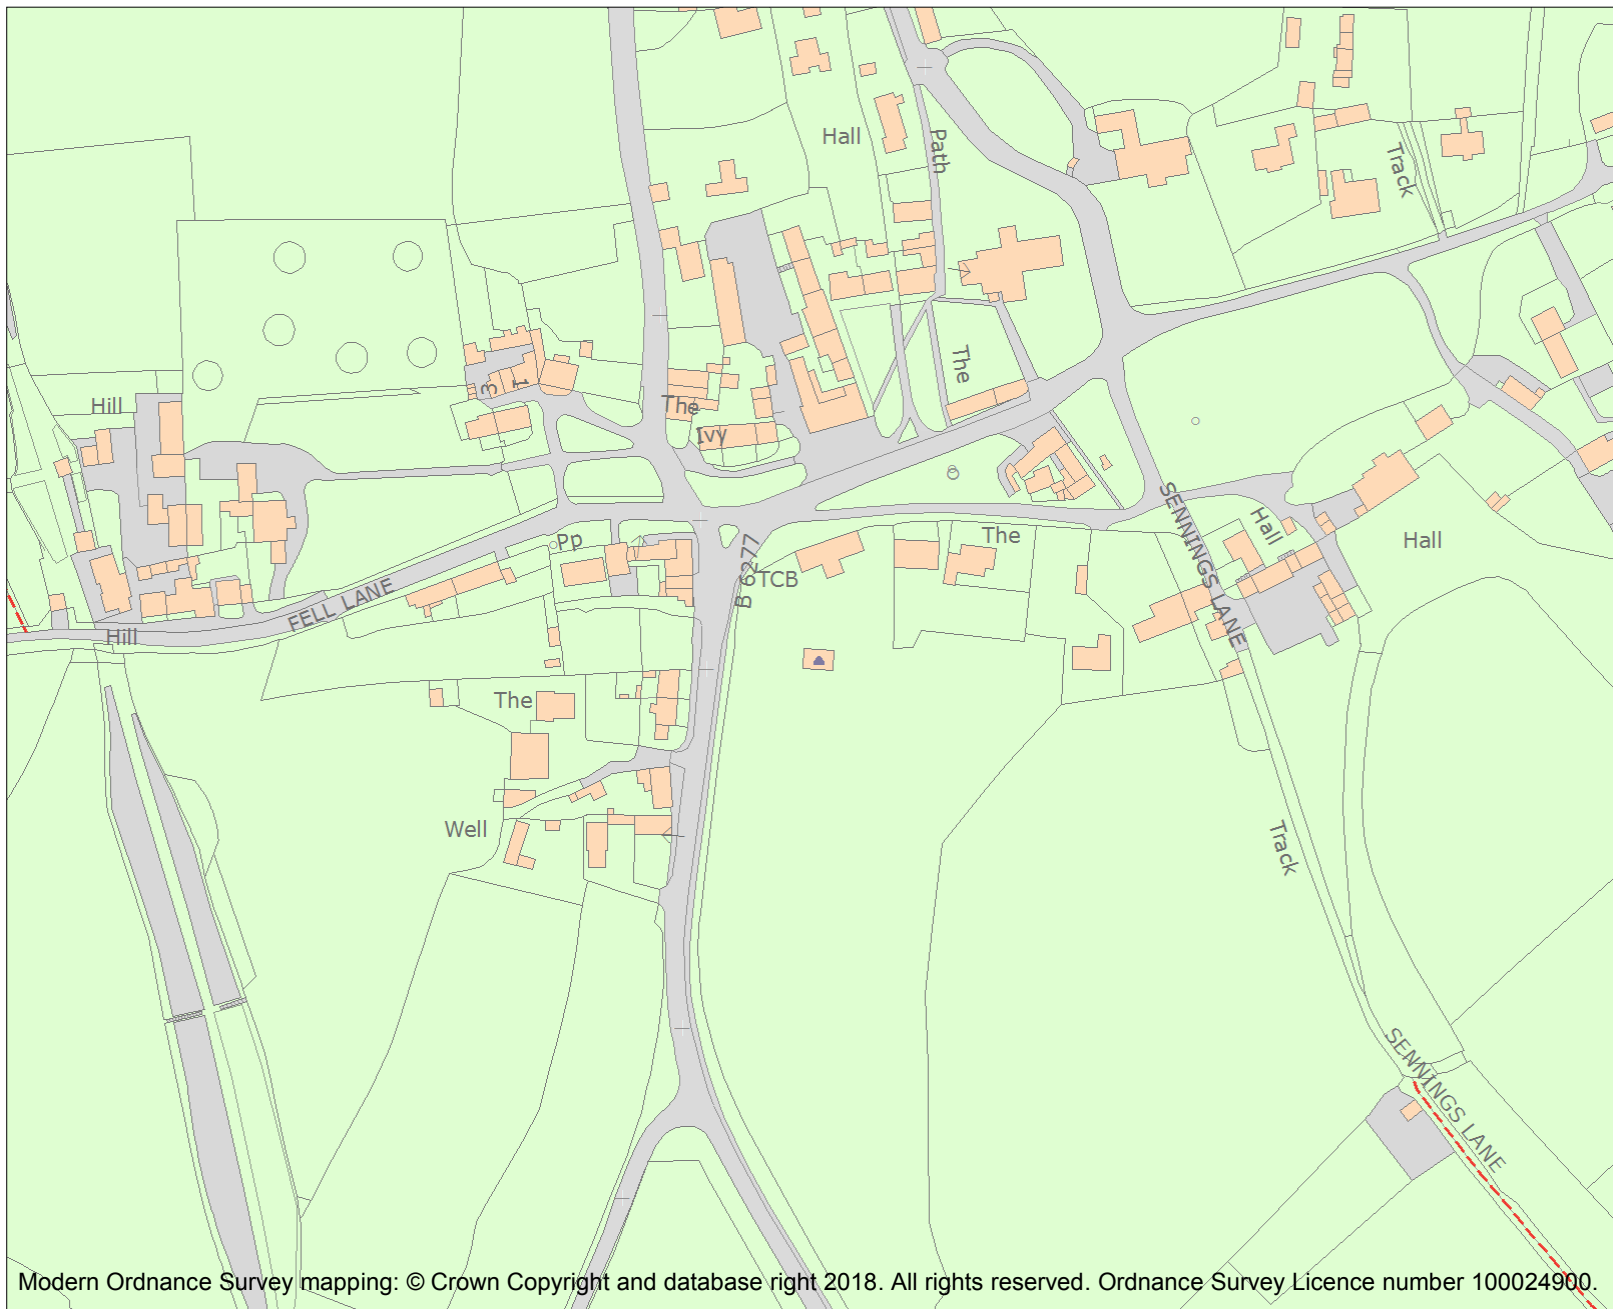 Hall
Path
Track
The
3
1
Hill
The
Ivy
SENNINGS LANE
Hall
The
Hall
Pp
B 6277
TCB
FELL LANE
Hill
The
Well
Track
SENNINGS LANE
Modern Ordnance Survey mapping: © Crown Copyright and database right 2018. All rights reserved. Ordnance Survey Licence number 100024900.